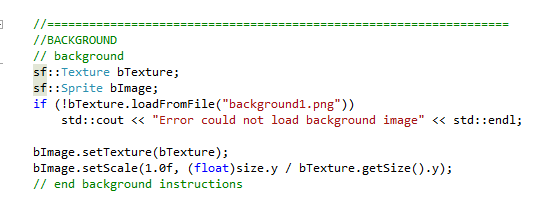 //===================================================================
//BACKGROUND
// background
sf::Texture bTexture;
sf::Sprite bImage;
if (!bTexture.loadFromFile("background1.png"))
    std::cout << "Error could not load background image" << std::endl;
bImage.setTexture(bTexture);
bImage.setScale(1.0f, (float)size.y / bTexture.getSize().y);
// end background instructions